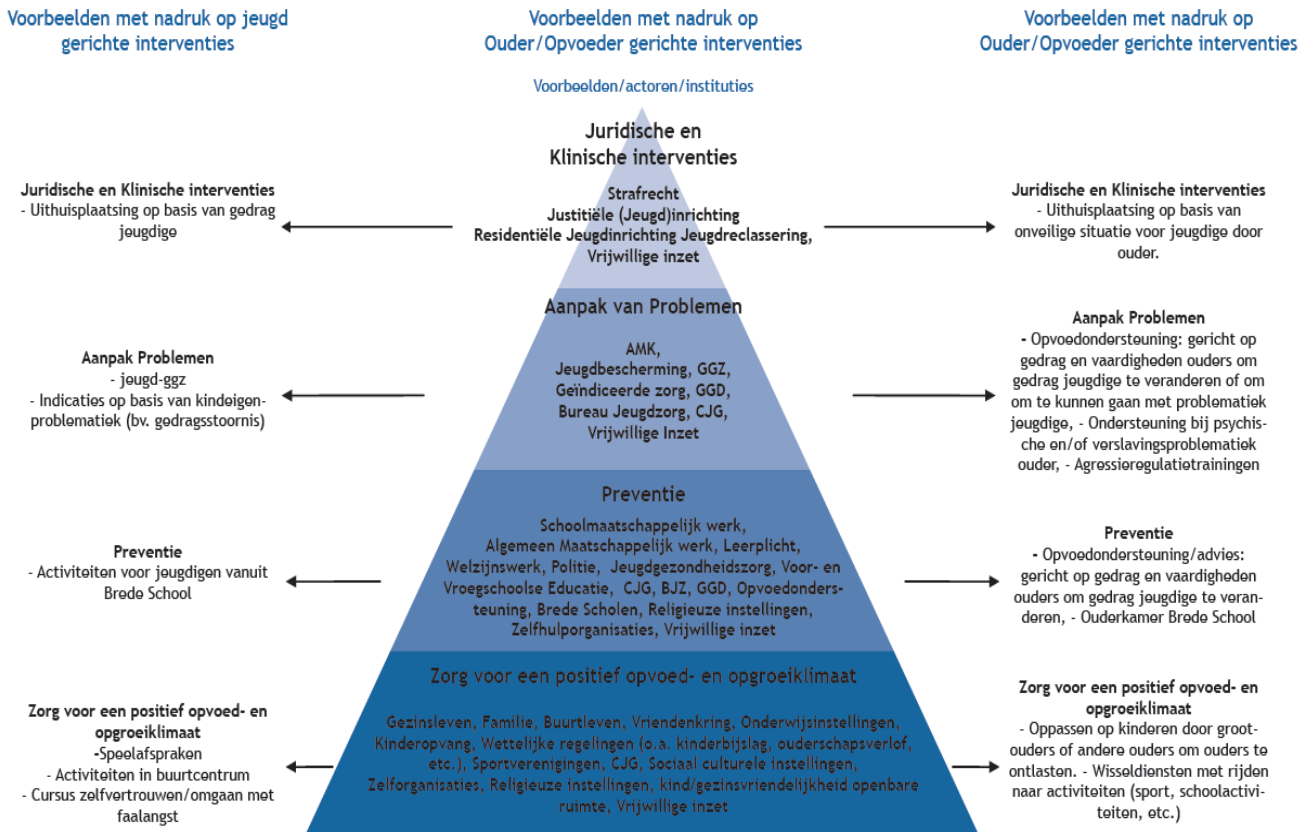 Voorbeelden met nadruk op jeugd
gerichte interventies
Juridische en Klinische interventies
- Uithuisplaatsing op basis van gedrag
jeugdige
Aanpak Problemen
- jeugd-ggz
- Indicaties op basis van kindeigen-
problematiek (bv. gedragsstoornis)
Preventie
- Activiteiten voor jeugdigen vanuit
Brede School
Zorg voor een positief opvoed- en
opgroeiklimaat
-Speelafspraken
- Activiteiten in buurtcentrum
- Cursus zelfvertrouwen/omgaan met
faalangst
Voorbeelden met nadruk op
Ouder/Opvoeder gerichte interventies
Voorbeelden/actoren/instituties
Juridische en
Klinische interventies
Strafrecht
Justitiële (Jeugd)inrichting
Residentiële Jeugdinrichting Jeugdreclassering,
Vrijwillige inzet
Aanpak van Problemen
AMK,
Jeugdbescherming, GGZ,
Geïndiceerde zorg, GGD,
Bureau Jeugdzorg, CJG,
Vrijwillige Inzet
Preventie
Schoolmaatschappelijk werk,
Algemeen Maatschappelijk werk, Leerplicht,
Welzijnswerk, Politie, Jeugdgezondheidszorg, Voor- en
Vroegschoolse Educatie, CJG, BJZ, GGD, Opvoedonders-
teuning, Brede Scholen, Religieuze instellingen,
Zelfhulporganisaties, Vrijwillige inzet
Zorg voor een positief opvoed- en opgroeiklimaat
Gezinsleven, Familie, Buurtleven, Vriendenkring, Onderwijsinstellingen,
Kinderopvang, Wettelijke regelingen (o.a. kinderbijslag, ouderschapsverlof,
etc.), Sportverenigingen, CJG, Sociaal culturele instellingen,
Zelforganisaties, Religieuze instellingen, kind/gezinsvriendelijkheid openbare
ruimte, Vrijwillige inzet
Voorbeelden met nadruk op
Ouder/Opvoeder gerichte interventies
Juridische en Klinische interventies
- Uithuisplaatsing op basis van
onveilige situatie voor jeugdige door
ouder.
Aanpak Problemen
- Opvoedondersteuning: gericht op
gedrag en vaardigheden ouders om
gedrag jeugdige te veranderen of om
om te kunnen gaan met problematiek
jeugdige, - Ondersteuning bij psychis-
che en/of verslavingsproblematiek
ouder, - Agressieregulatietrainingen
Preventie
- Opvoedondersteuning/advies:
gericht op gedrag en vaardigheden
ouders om gedrag jeugdige te veran-
deren, - Ouderkamer Brede School
Zorg voor een positief opvoed- en
opgroeiklimaat
- Oppassen op kinderen door groot-
ouders of andere ouders om ouders te
ontlasten. - Wisseldiensten met rijden
naar activiteiten (sport, schoolactivi-
teiten, etc.)